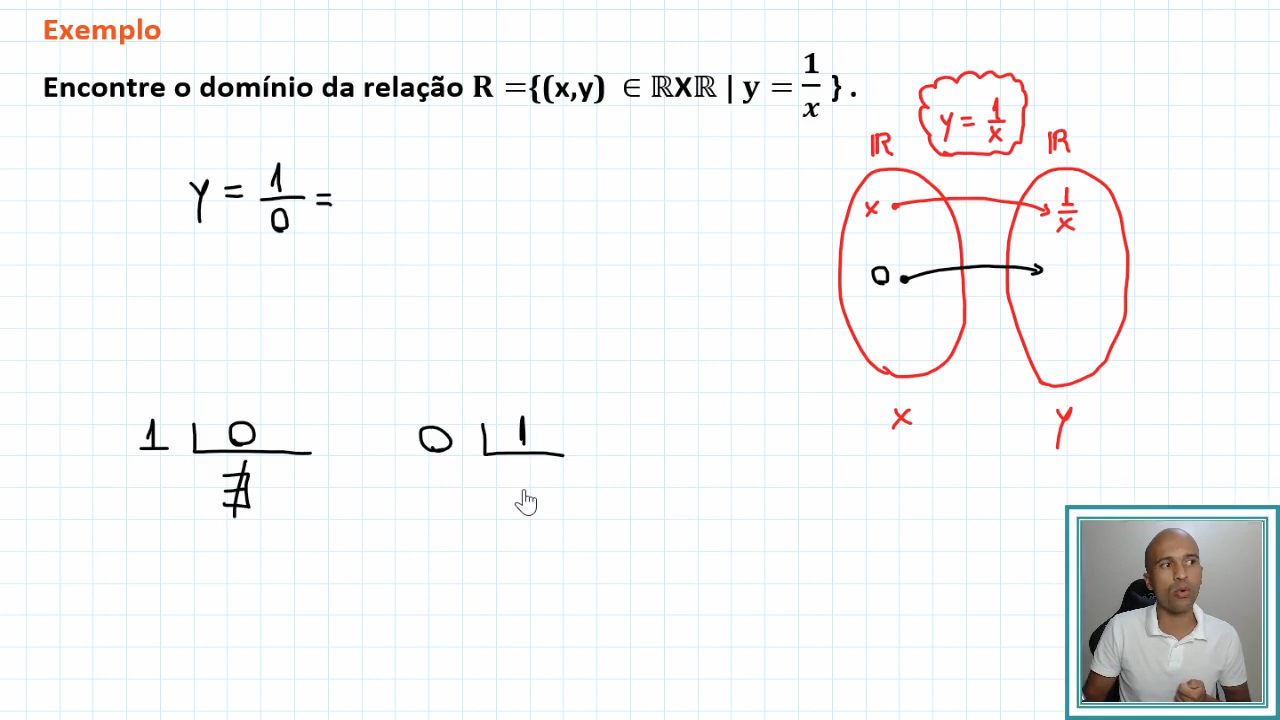 Exemplo
Encontre o domínio da relação R ={(x,y) ∈ ℝXℝ | y = 1/x } .
y = 1/x
ℝ ℝ
x 1/x
y = 1/0 =
0
1 0 0 1
∄
x y